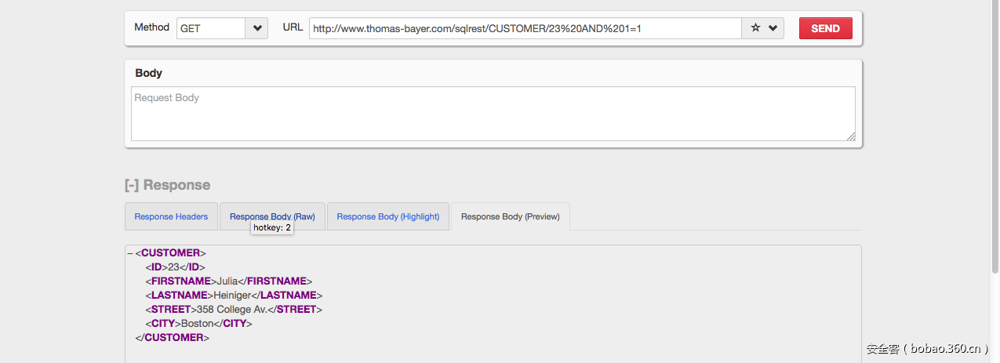 Method GET URL http://www.thomas-bayer.com/sqlrest/CUSTOMER/23%20AND%201=1 SEND
Body
Request Body
[-] Response
Response Headers Response Body (Raw) Response Body (Highlight) Response Body (Preview)
hotkey: 2
– <CUSTOMER>
<ID>23</ID>
<FIRSTNAME>Julia</FIRSTNAME>
<LASTNAME>Heiniger</LASTNAME>
<STREET>358 College Av.</STREET>
<CITY>Boston</CITY>
</CUSTOMER>
安全客 ( bobao.360.cn )